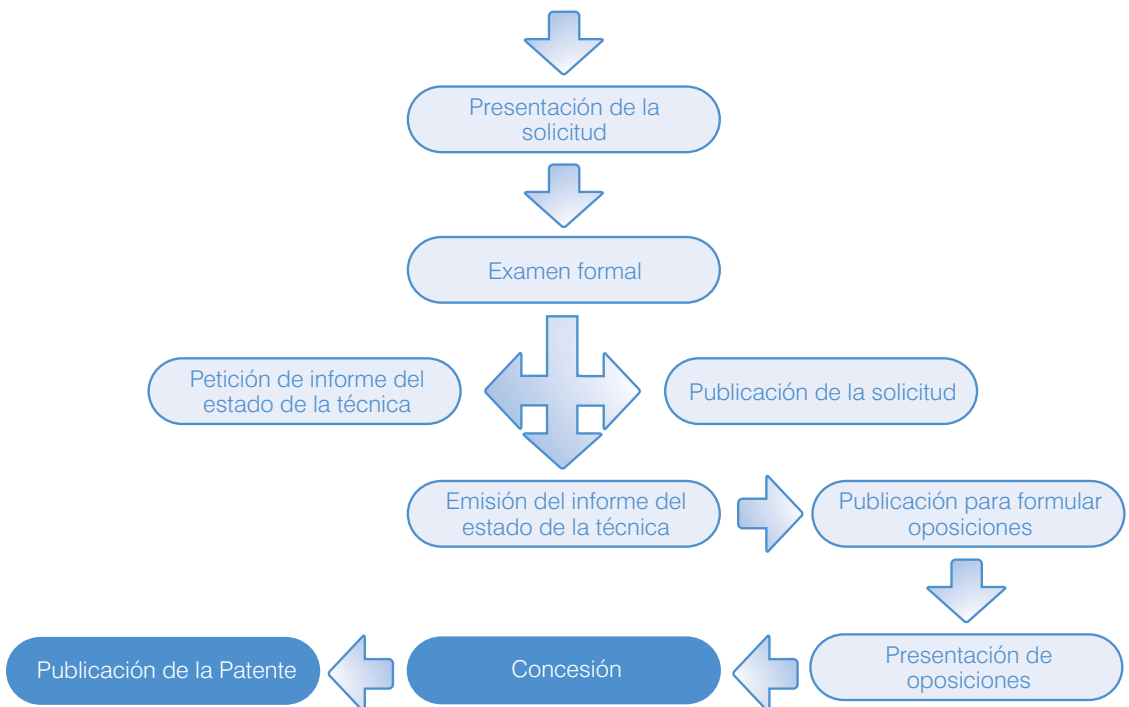 Presentación de la
solicitud
Examen formal
Petición de informe del
estado de la técnica
Publicación de la solicitud
Emisión del informe del
estado de la técnica
Publicación para formular
oposiciones
Presentación de
oposiciones
Concesión
Publicación de la Patente